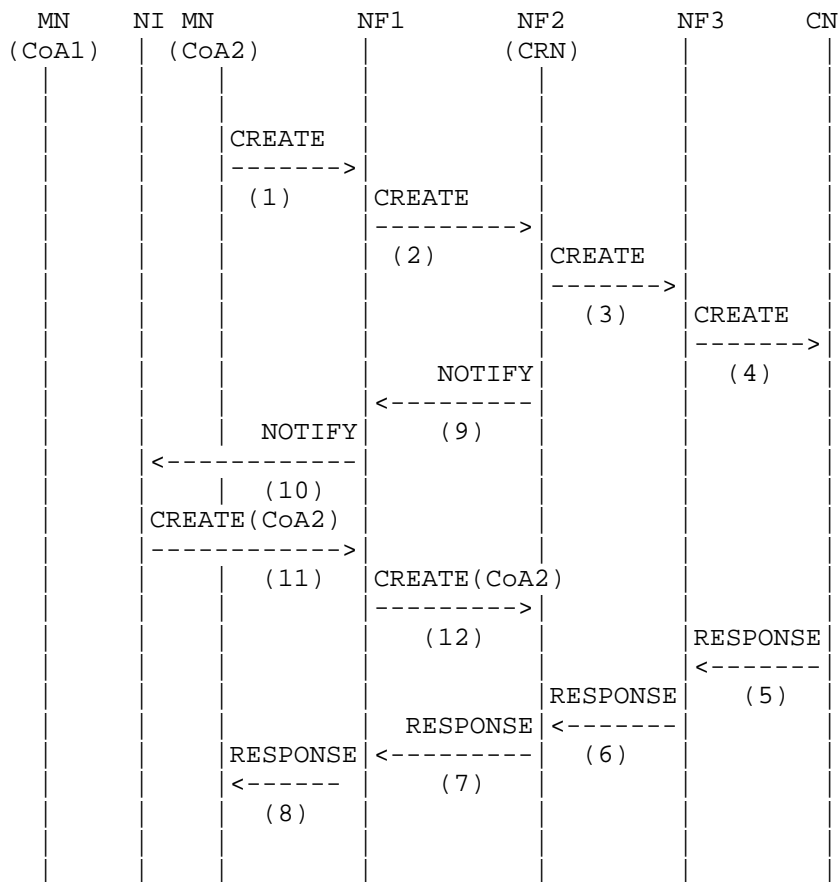 MN NI MN NF1 NF2 NF3 CN
(CoA1) (CoA2) (CRN)
CREATE
------->
(1) CREATE
--------->
(2) CREATE
------->
(3) CREATE
------->
NOTIFY (4)
<---------
NOTIFY (9)
<------------
(10)
CREATE(CoA2)
------------>
(11) CREATE(CoA2)
--------->
(12) RESPONSE
<-------
RESPONSE (5)
RESPONSE <-------
RESPONSE <--------- (6)
<------ (7)
(8)